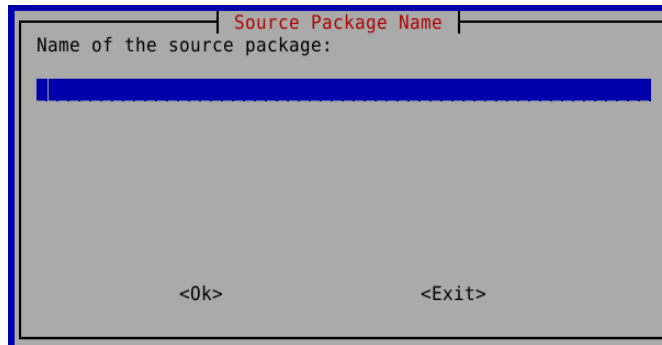 Source Package Name
Name of the source package:
<Ok> <Exit>